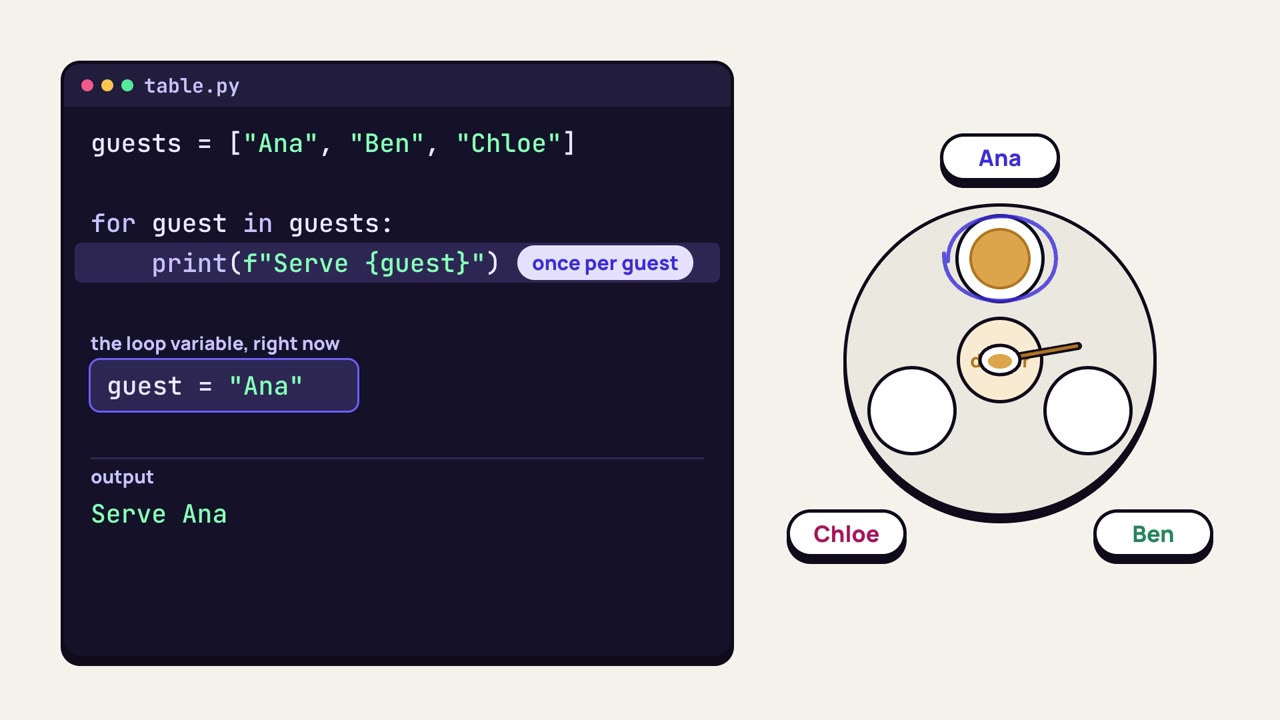 table.py
guests = ["Ana", "Ben", "Chloe"]
for guest in guests:
    print(f"Serve {guest}") once per guest
the loop variable, right now
guest = "Ana"
output
Serve Ana
Ana
Chloe
Ben